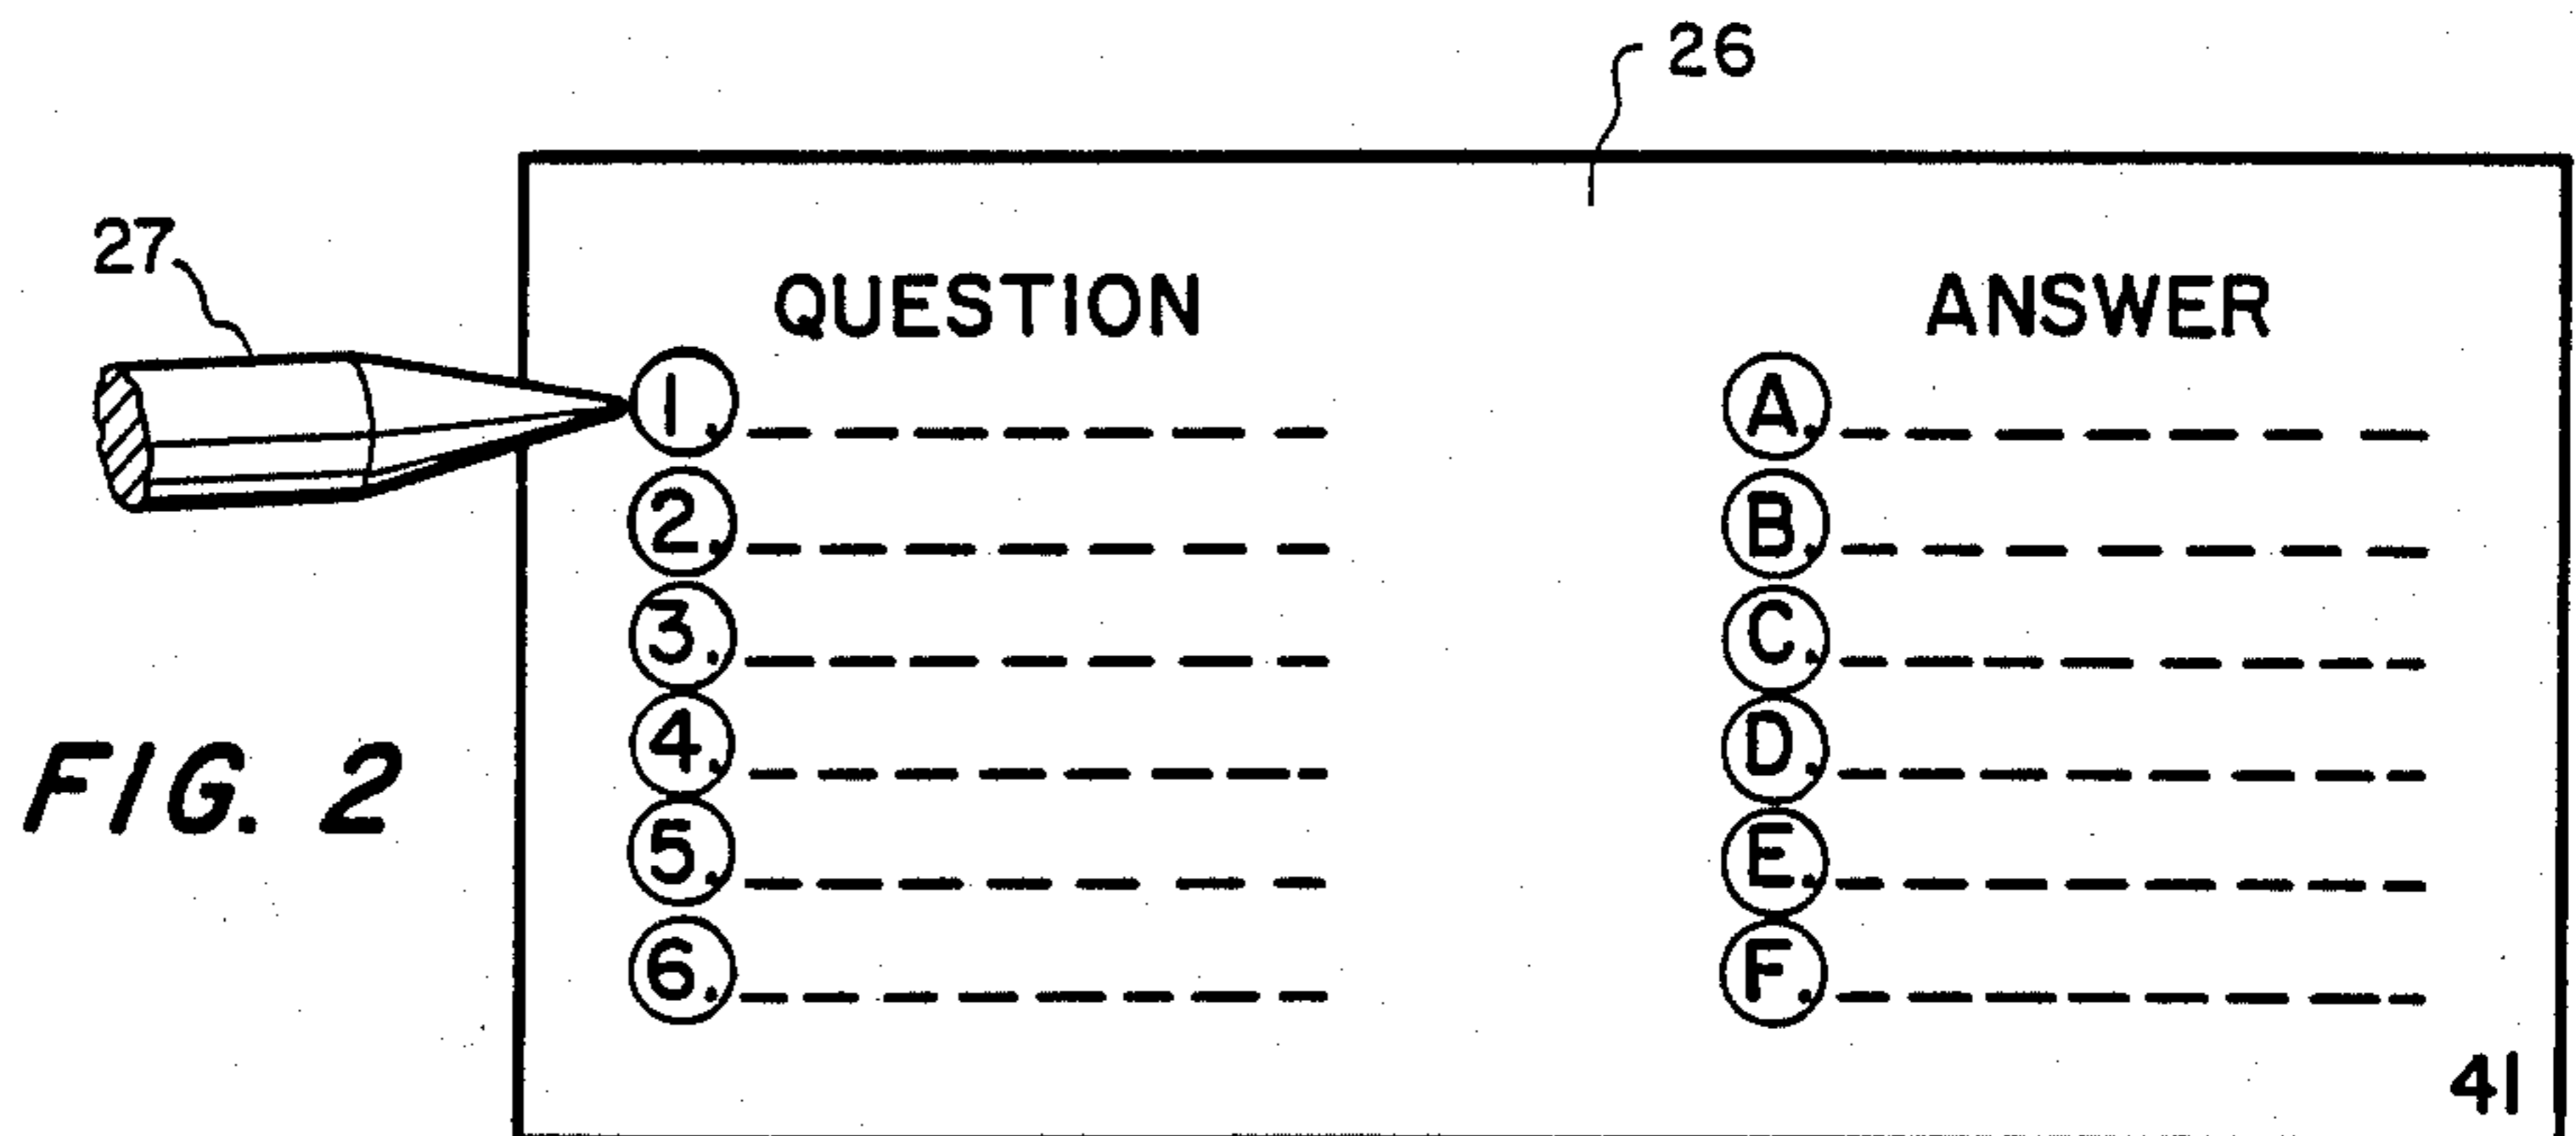 26
27
QUESTION ANSWER
1. A.
2. B.
3. C.
4. D.
5. E.
6. F.
FIG. 2
41